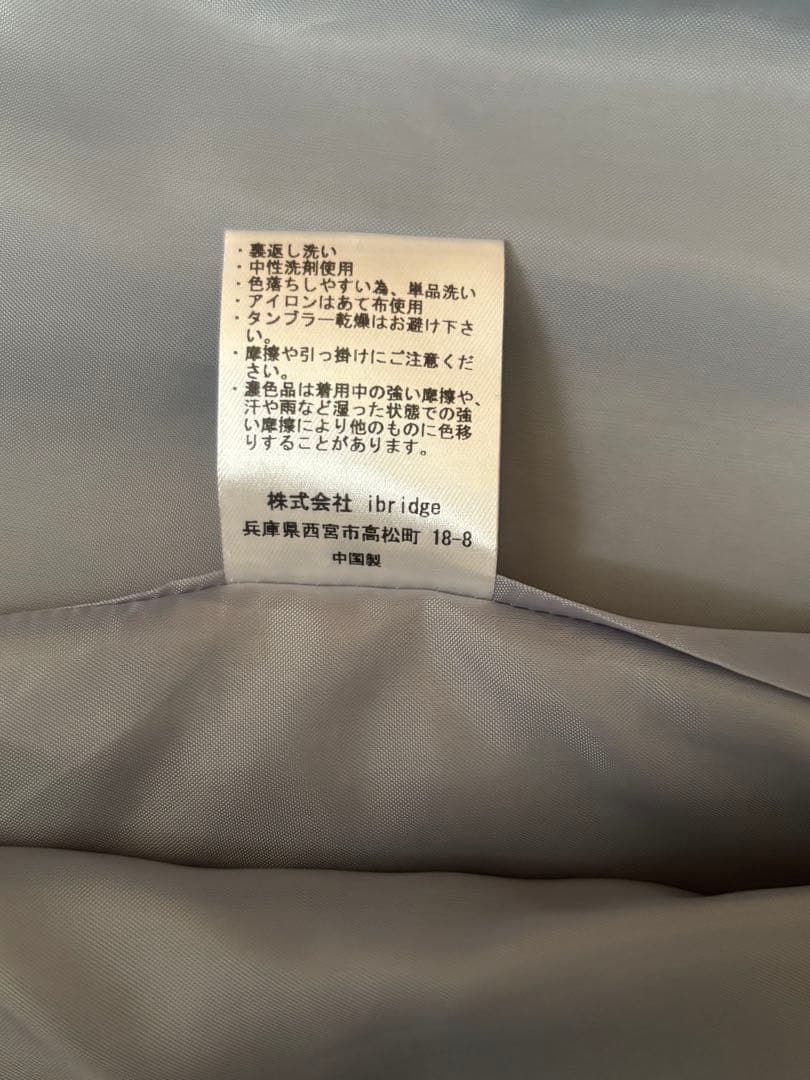 ・裏返し洗い
・中性洗剤使用
・色落ちしやすい為、単品洗い
・アイロンはあて布使用
・タンブラー乾燥はお避け下さ
い。
・摩擦や引っ掛けにご注意くだ
さい。
・濃色品は着用中の強い摩擦や、
汗や雨など湿った状態での強
い摩擦により他のものに色移
りすることがあります。
株式会社 ibridge
兵庫県西宮市高松町 18-8
中国製